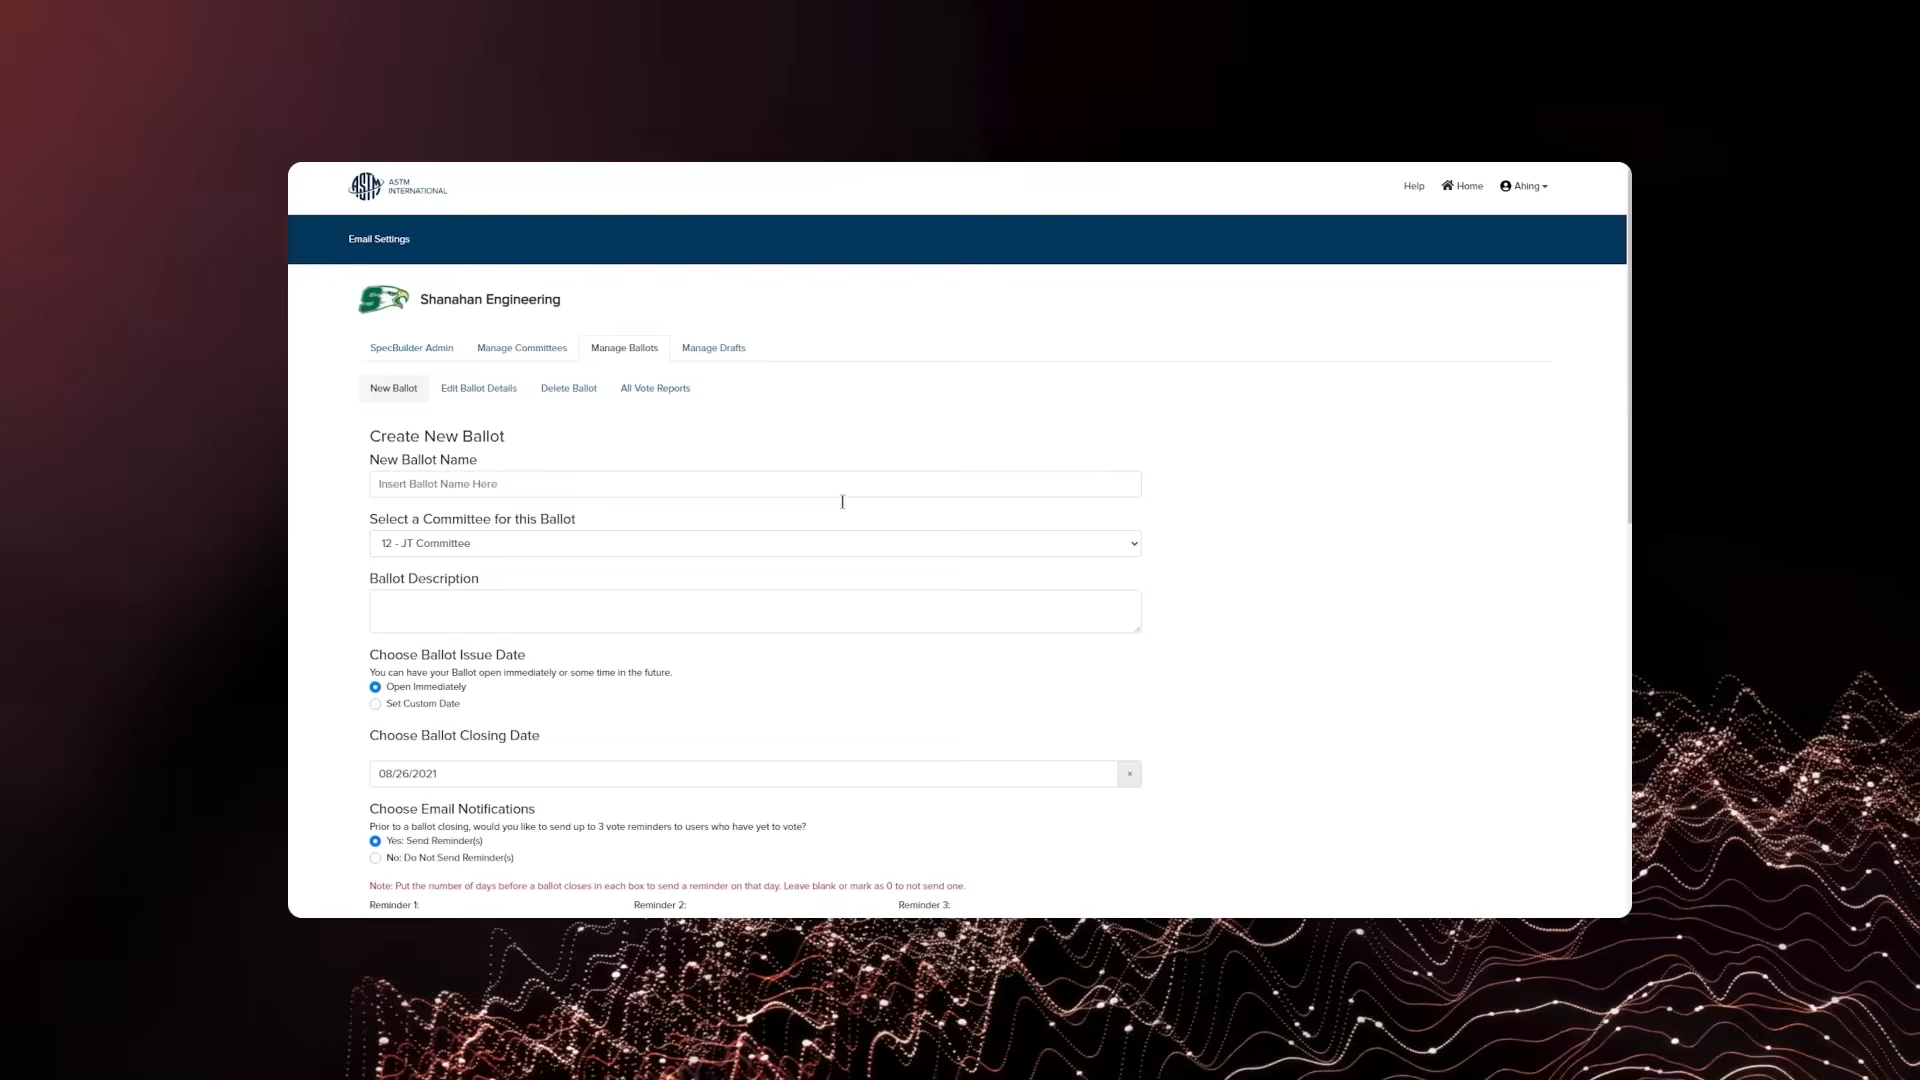 ASTM
ASTM
INTERNATIONAL
Help
Home
Ahing
Email Settings
S
Shanahan Engineering
SpecBuilder Admin
Manage Committees
Manage Ballots
Manage Drafts
New Ballot
Edit Ballot Details
Delete Ballot
All Vote Reports
Create New Ballot
New Ballot Name
Insert Ballot Name Here
Select a Committee for this Ballot
12 - JT Committee
Ballot Description
Choose Ballot Issue Date
You can have your Ballot open immediately or some time in the future.
Open Immediately
Set Custom Date
Choose Ballot Closing Date
08/26/2021
×
Choose Email Notifications
Prior to a ballot closing, would you like to send up to 3 vote reminders to users who have yet to vote?
Yes: Send Reminder(s)
No: Do Not Send Reminder(s)
Note: Put the number of days before a ballot closes in each box to send a reminder on that day. Leave blank or mark as 0 to not send one.
Reminder 1:
Reminder 2:
Reminder 3: